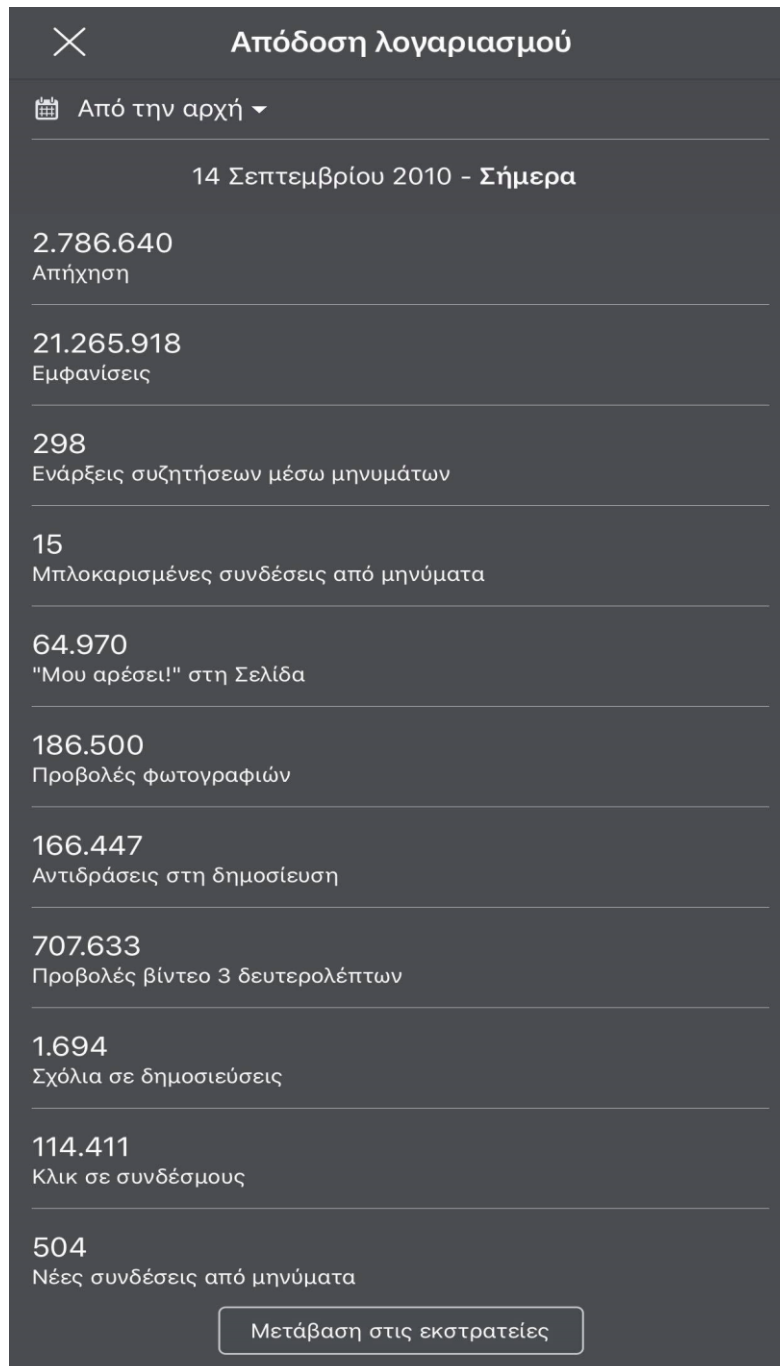 Απόδοση λογαριασμού
Από την αρχή
14 Σεπτεμβρίου 2010 - Σήμερα
2.786.640
Απήχηση
21.265.918
Εμφανίσεις
298
Ενάρξεις συζητήσεων μέσω μηνυμάτων
15
Μπλοκαρισμένες συνδέσεις από μηνύματα
64.970
"Μου αρέσει!" στη Σελίδα
186.500
Προβολές φωτογραφιών
166.447
Αντιδράσεις στη δημοσίευση
707.633
Προβολές βίντεο 3 δευτερολέπτων
1.694
Σχόλια σε δημοσιεύσεις
114.411
Κλικ σε συνδέσμους
504
Νέες συνδέσεις από μηνύματα
Μετάβαση στις εκστρατείες